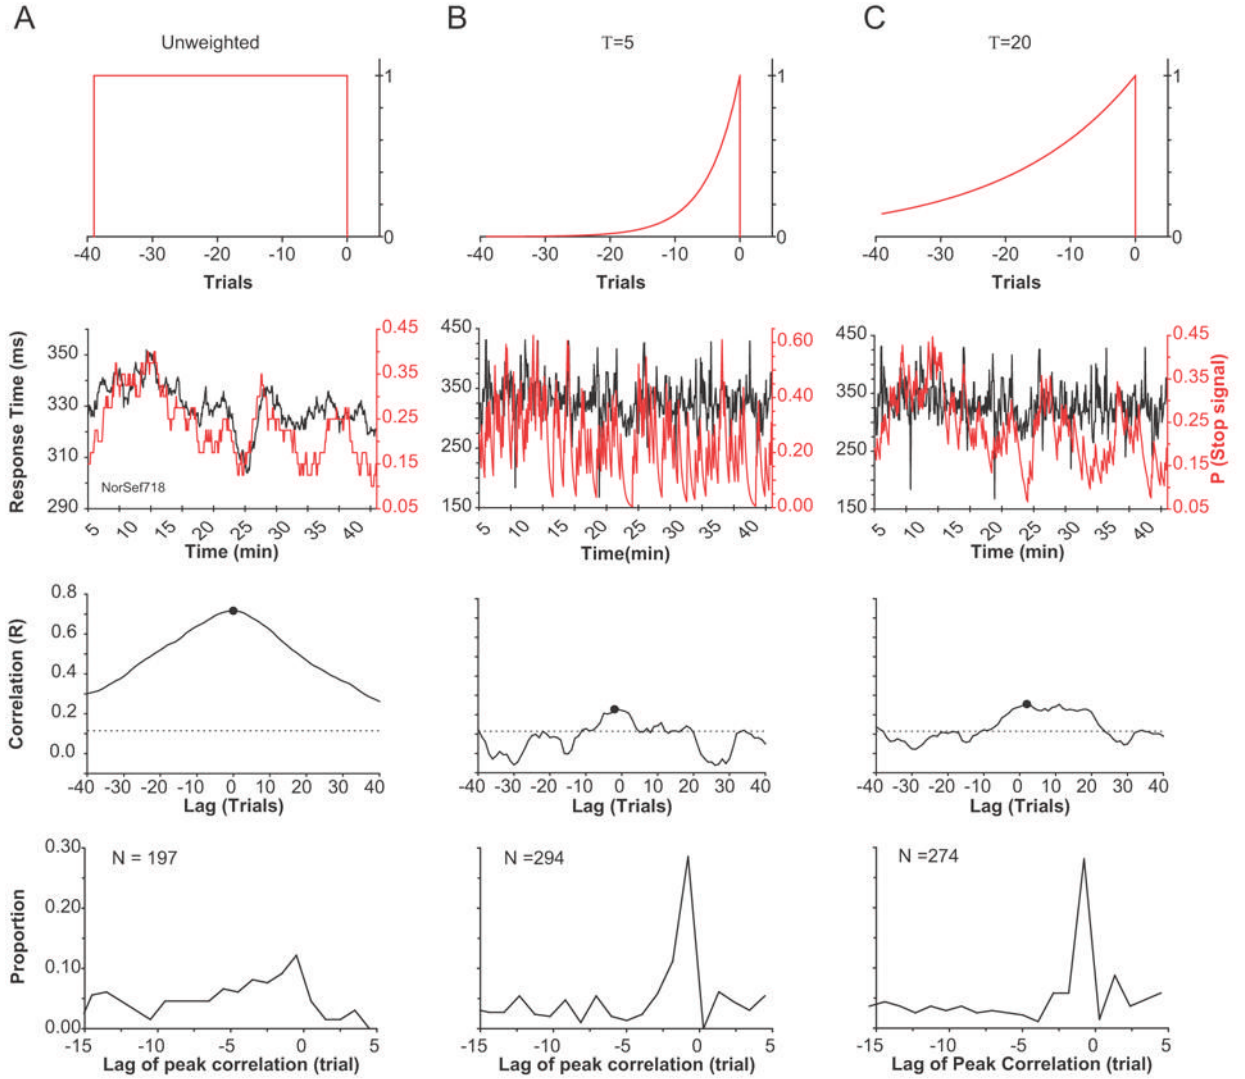 A B C
Unweighted T=5 T=20
1 1 1
0 0 0
-40 -30 -20 -10 0 -40 -30 -20 -10 0 -40 -30 -20 -10 0
Trials Trials Trials
Response Time (ms)
350 330 310 290
0.45 0.35 0.25 0.15 0.05
NorSef718
5 10 15 20 25 30 35 40
Time (min)
450 350 250 150
0.60 0.40 0.20 0.00
5 10 15 20 25 30 35 40
Time(min)
450 350 250 150
0.45 0.35 0.25 0.15 0.05
P (Stop signal)
5 10 15 20 25 30 35 40
Time (min)
Correlation (R)
0.8 0.6 0.4 0.2 0.0
-40 -30 -20 -10 0 10 20 30 40 -40 -30 -20 -10 0 10 20 30 40 -40 -30 -20 -10 0 10 20 30 40
Lag (Trials) Lag (Trials) Lag (Trials)
Proportion
0.30 0.20 0.10 0.00
N = 197 N =294 N =274
-15 -10 -5 0 5 -15 -10 -5 0 5 -15 -10 -5 0 5
Lag of peak correlation (trial) Lag of peak correlation (trial) Lag of Peak Correlation (trial)